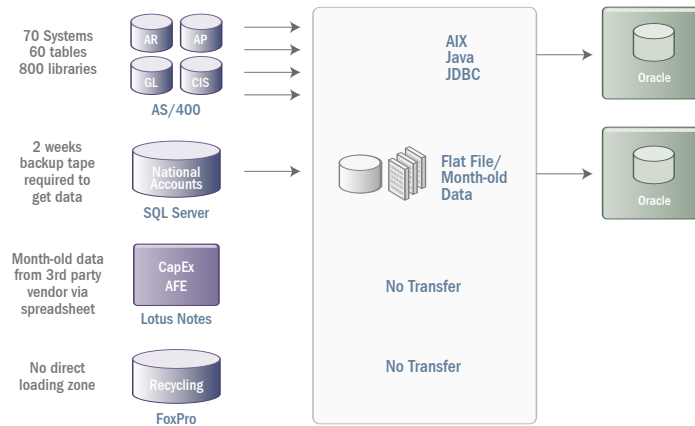 70 Systems
60 tables
800 libraries
AR
AP
GL
CIS
AS/400
AIX
Java
JDBC
Oracle
2 weeks
backup tape
required to
get data
National
Accounts
SQL Server
Flat File/
Month-old
Data
Oracle
Month-old data
from 3rd party
vendor via
spreadsheet
CapEx
AFE
Lotus Notes
No Transfer
No direct
loading zone
Recycling
FoxPro
No Transfer